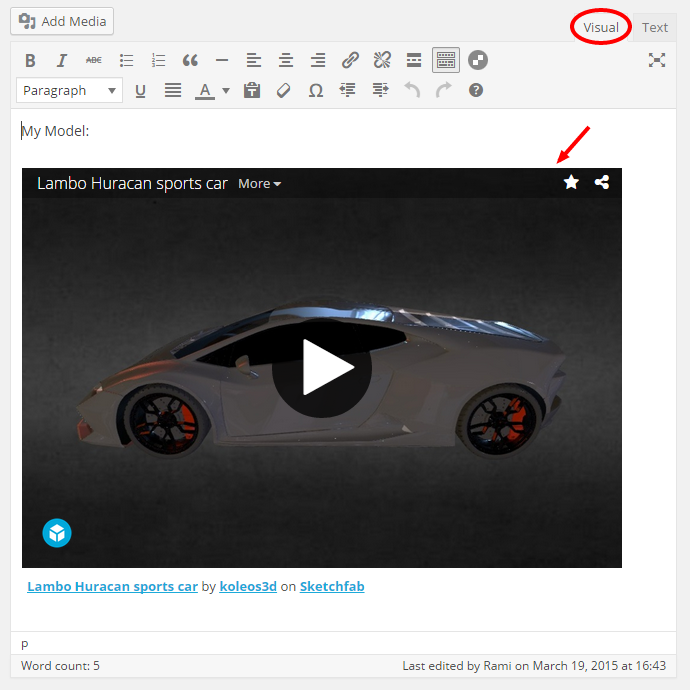 Add Media
Visual
Text
B I ABC
Paragraph U A Ω ?
My Model:
Lambo Huracan sports car More
Lambo Huracan sports car by koleos3d on Sketchfab
p
Word count: 5
Last edited by Rami on March 19, 2015 at 16:43